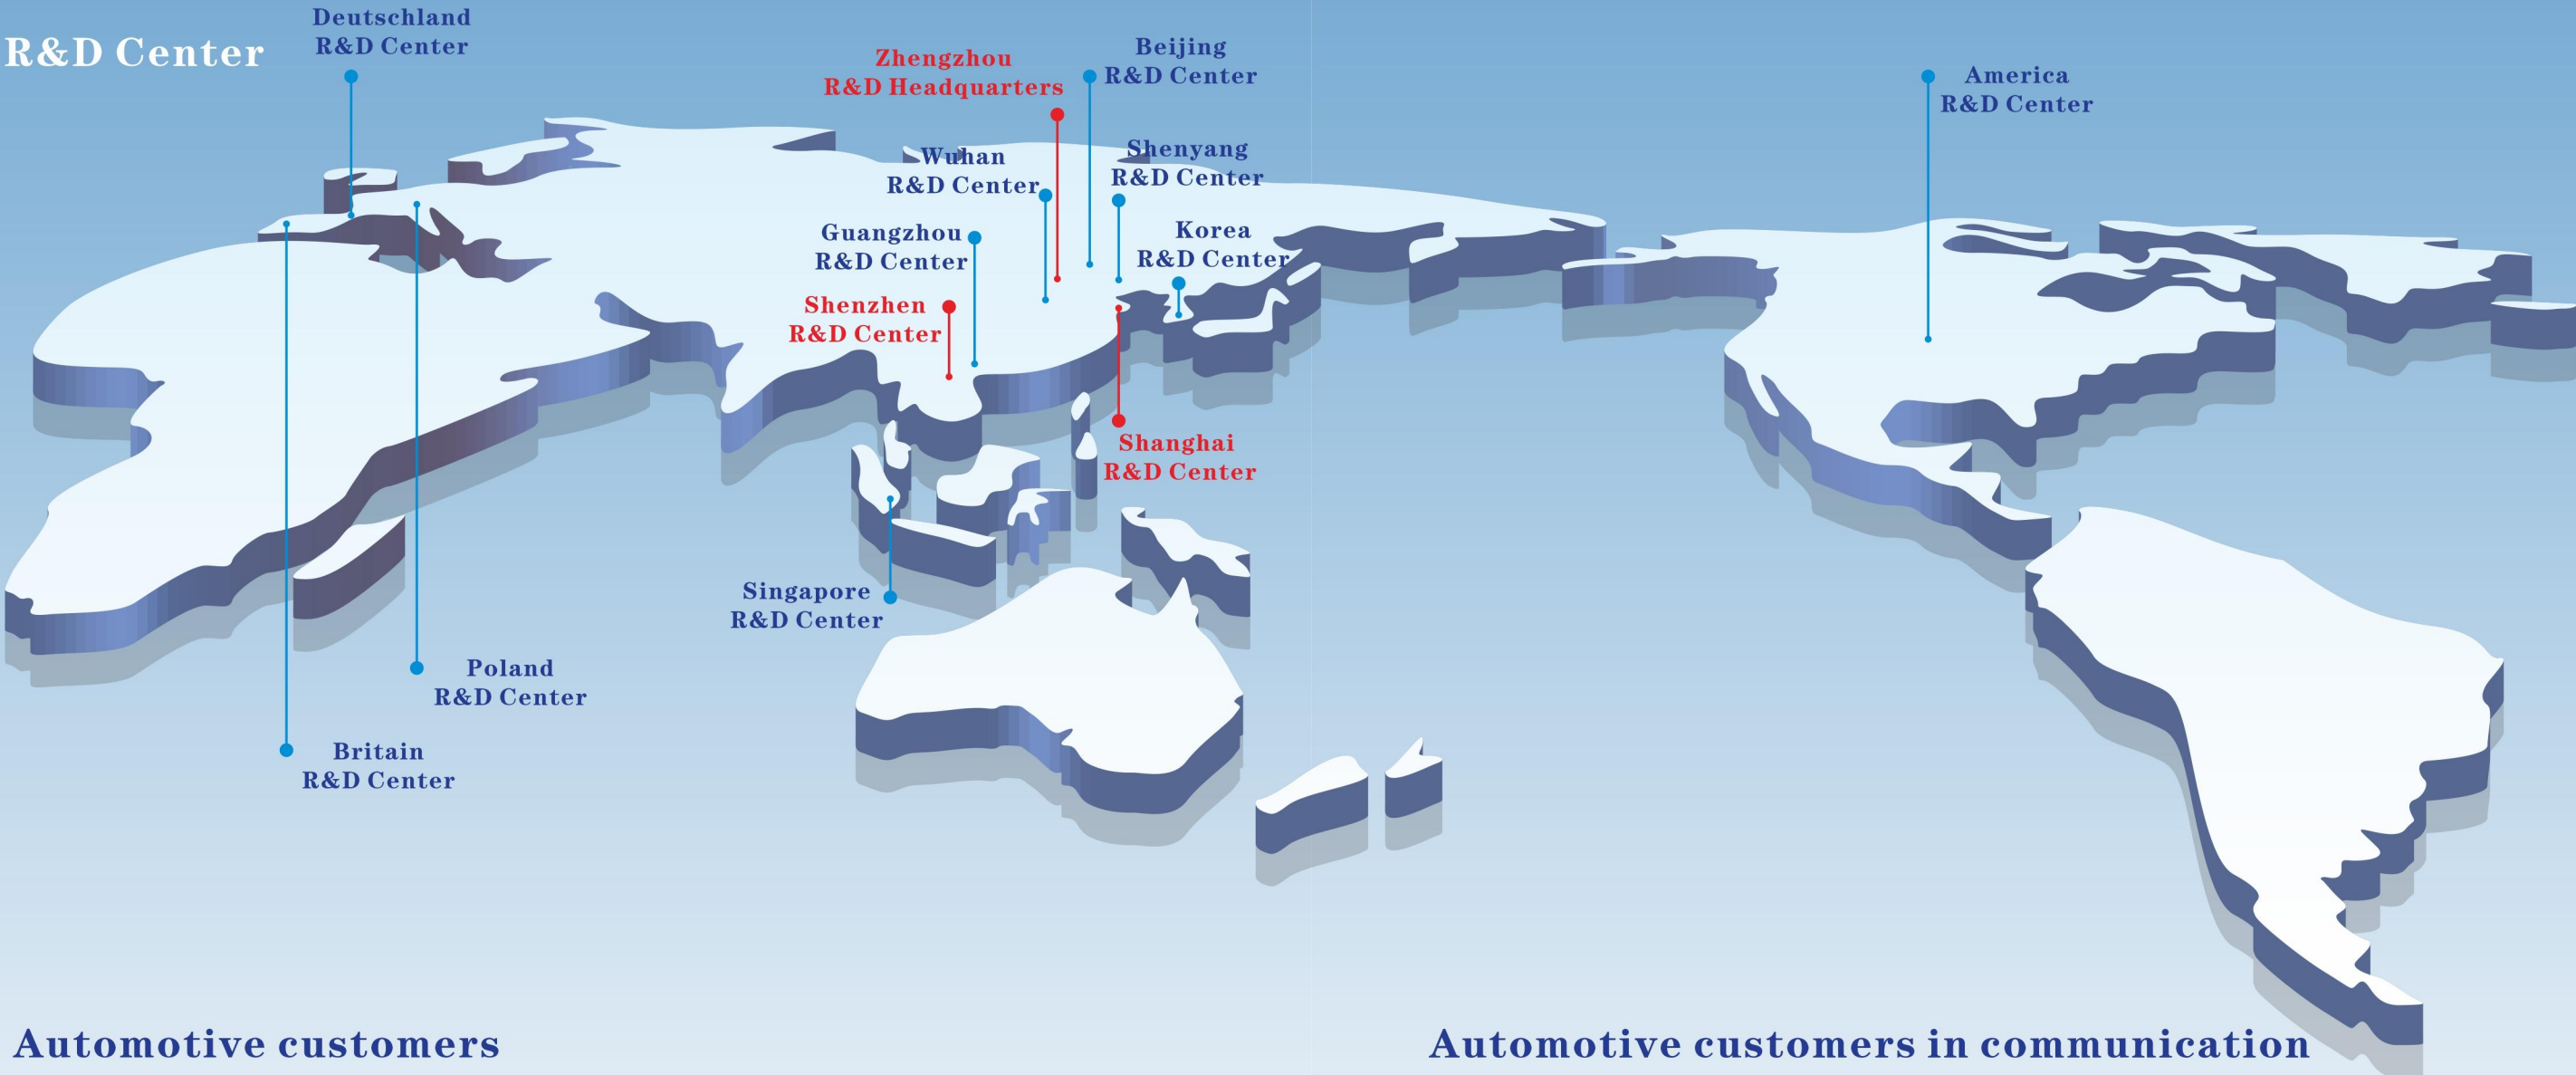 R&D Center
Deutschland
R&D Center
Zhengzhou
R&D Headquarters
Beijing
R&D Center
America
R&D Center
Wuhan
R&D Center
Shenyang
R&D Center
Guangzhou
R&D Center
Korea
R&D Center
Shenzhen
R&D Center
Shanghai
R&D Center
Singapore
R&D Center
Poland
R&D Center
Britain
R&D Center
Automotive customers
Automotive customers in communication